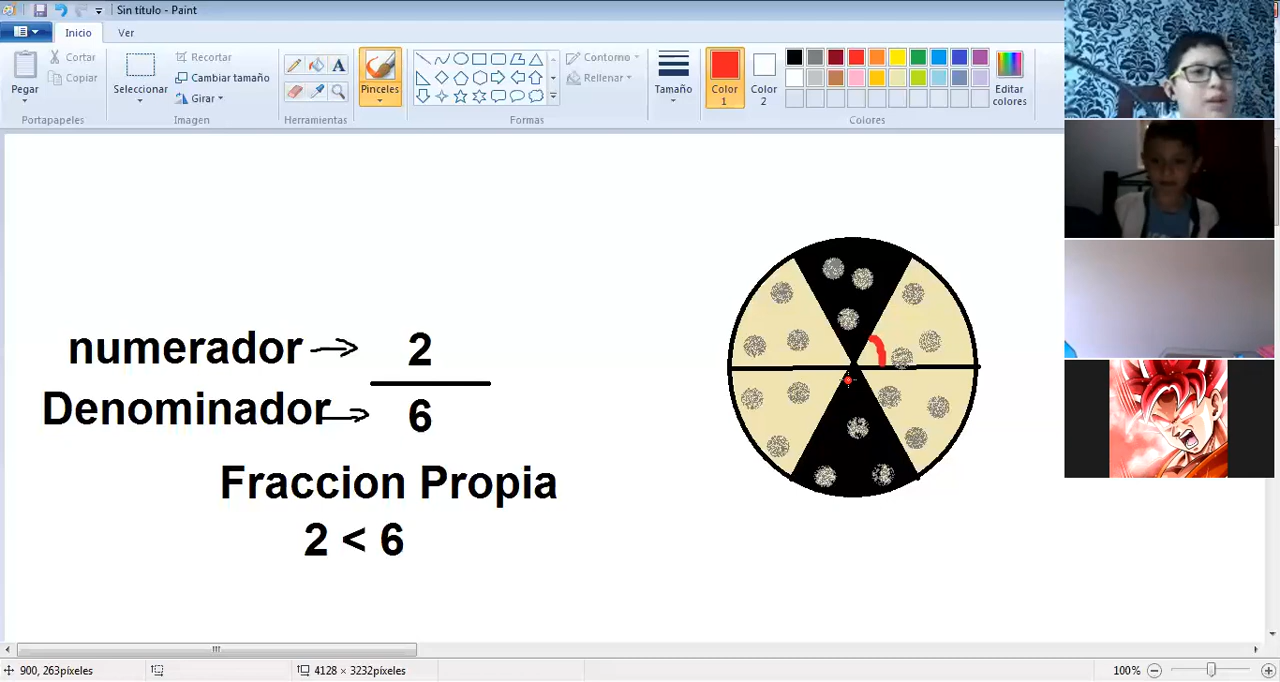 Sin título - Paint
Inicio Ver
Pegar
Cortar
Copiar
Portapapeles
Seleccionar
Recortar
Cambiar tamaño
Girar
Imagen
A
Herramientas
Pinceles
Contorno
Rellenar
Formas
Tamaño
Color 1
Color 2
Editar colores
Colores
numerador 2
Denominador 6
Fraccion Propia
2 < 6
900, 263píxeles 4128 × 3232píxeles 100%